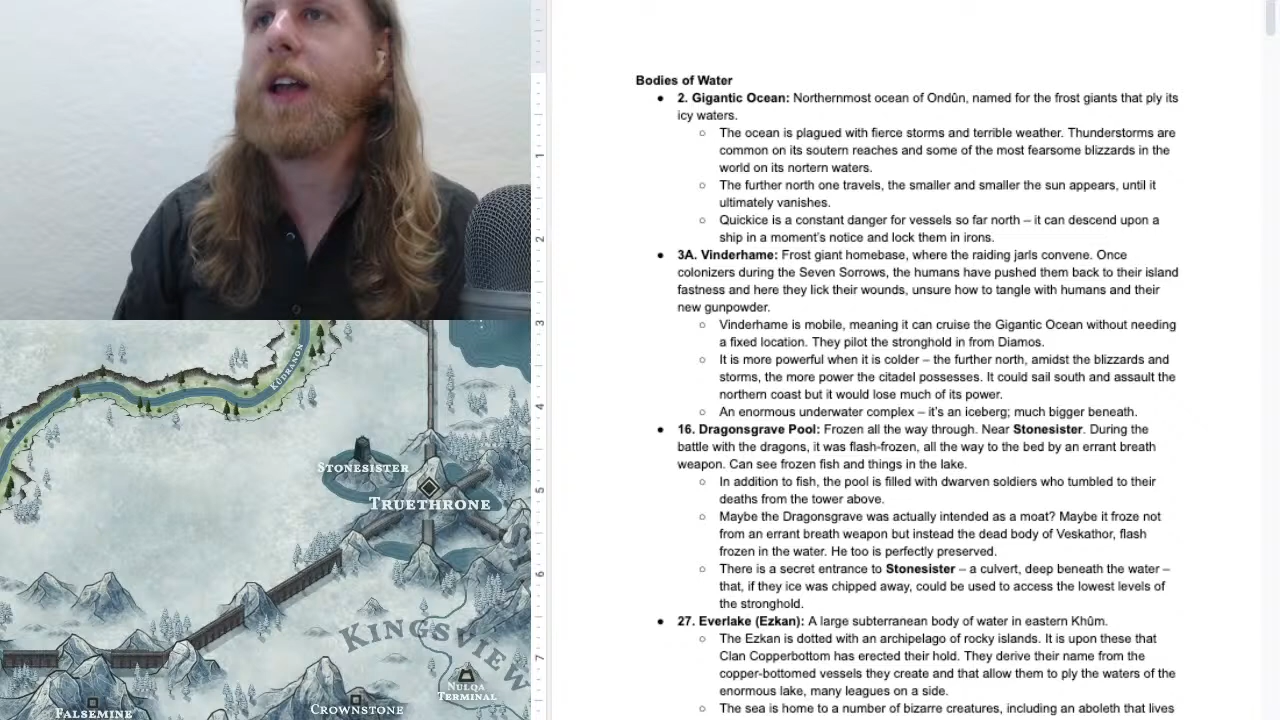 KÛDRANON
STONESISTER
TRUETHRONE
KINGSVIEW
NULQA
TERMINAL
FALSEMINE
CROWNSTONE
1
2
3
4
5
6
7
Bodies of Water
● 2. Gigantic Ocean: Northernmost ocean of Ondûn, named for the frost giants that ply its
icy waters.
○ The ocean is plagued with fierce storms and terrible weather. Thunderstorms are
common on its soutern reaches and some of the most fearsome blizzards in the
world on its nortern waters.
○ The further north one travels, the smaller and smaller the sun appears, until it
ultimately vanishes.
○ Quickice is a constant danger for vessels so far north – it can descend upon a
ship in a moment's notice and lock them in irons.
● 3A. Vinderhame: Frost giant homebase, where the raiding jarls convene. Once
colonizers during the Seven Sorrows, the humans have pushed them back to their island
fastness and here they lick their wounds, unsure how to tangle with humans and their
new gunpowder.
○ Vinderhame is mobile, meaning it can cruise the Gigantic Ocean without needing
a fixed location. They pilot the stronghold in from Diamos.
○ It is more powerful when it is colder – the further north, amidst the blizzards and
storms, the more power the citadel possesses. It could sail south and assault the
northern coast but it would lose much of its power.
○ An enormous underwater complex – it's an iceberg; much bigger beneath.
● 16. Dragonsgrave Pool: Frozen all the way through. Near Stonesister. During the
battle with the dragons, it was flash-frozen, all the way to the bed by an errant breath
weapon. Can see frozen fish and things in the lake.
○ In addition to fish, the pool is filled with dwarven soldiers who tumbled to their
deaths from the tower above.
○ Maybe the Dragonsgrave was actually intended as a moat? Maybe it froze not
from an errant breath weapon but instead the dead body of Veskathor, flash
frozen in the water. He too is perfectly preserved.
○ There is a secret entrance to Stonesister – a culvert, deep beneath the water –
that, if they ice was chipped away, could be used to access the lowest levels of
the stronghold.
● 27. Everlake (Ezkan): A large subterranean body of water in eastern Khûm.
○ The Ezkan is dotted with an archipelago of rocky islands. It is upon these that
Clan Copperbottom has erected their hold. They derive their name from the
copper-bottomed vessels they create and that allow them to ply the waters of the
enormous lake, many leagues on a side.
○ The sea is home to a number of bizarre creatures, including an aboleth that lives